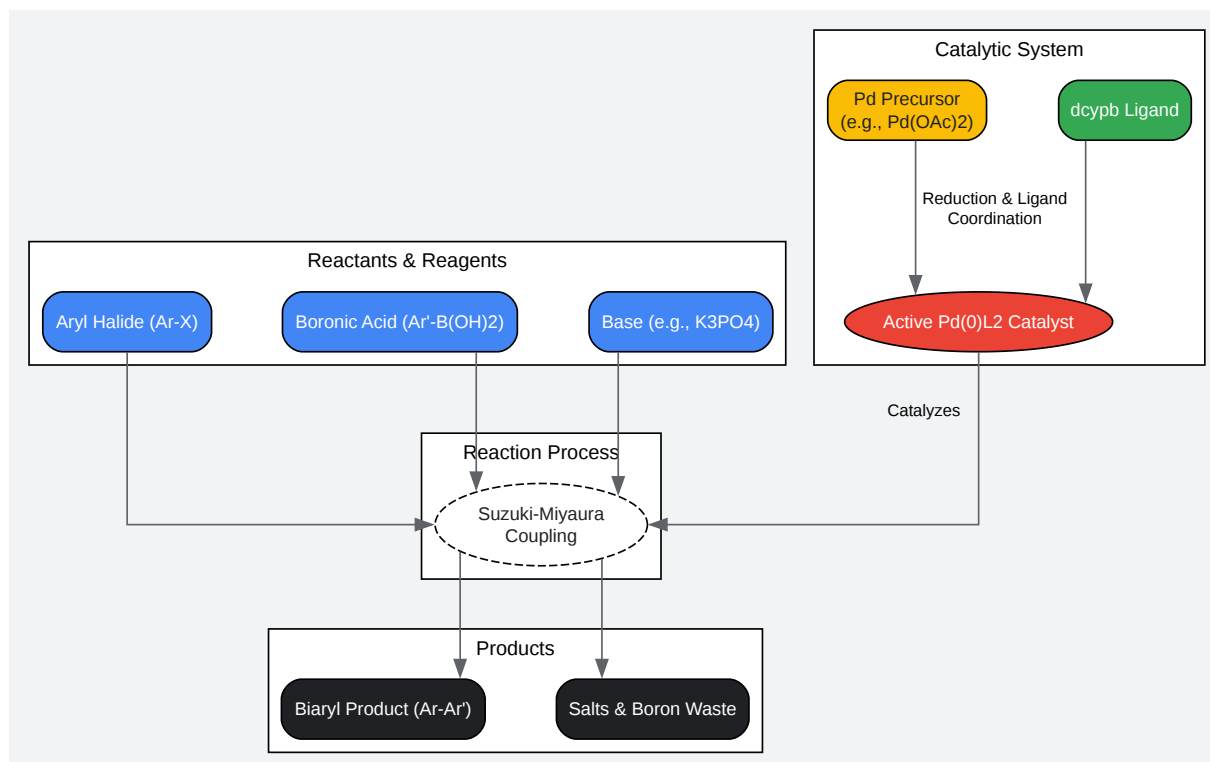 Catalytic System
Pd Precursor
(e.g., Pd(OAc)2)
dcypb Ligand
Reduction & Ligand
Coordination
Active Pd(0)L2 Catalyst
Catalyzes
Reactants & Reagents
Aryl Halide (Ar-X)
Boronic Acid (Ar'-B(OH)2)
Base (e.g., K3PO4)
Reaction Process
Suzuki-Miyaura
Coupling
Products
Biaryl Product (Ar-Ar')
Salts & Boron Waste